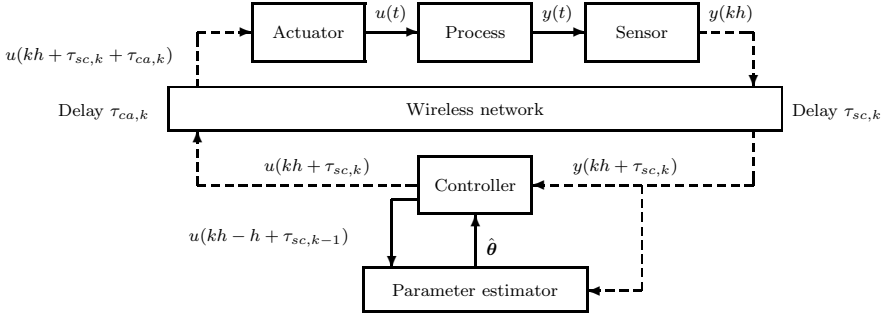 Actuator
u(t)
Process
y(t)
Sensor
y(kh)
u(kh + τ_{sc,k} + τ_{ca,k})
Delay τ_{ca,k}
Wireless network
Delay τ_{sc,k}
u(kh + τ_{sc,k})
Controller
y(kh + τ_{sc,k})
u(kh − h + τ_{sc,k−1})
θ̂
Parameter estimator